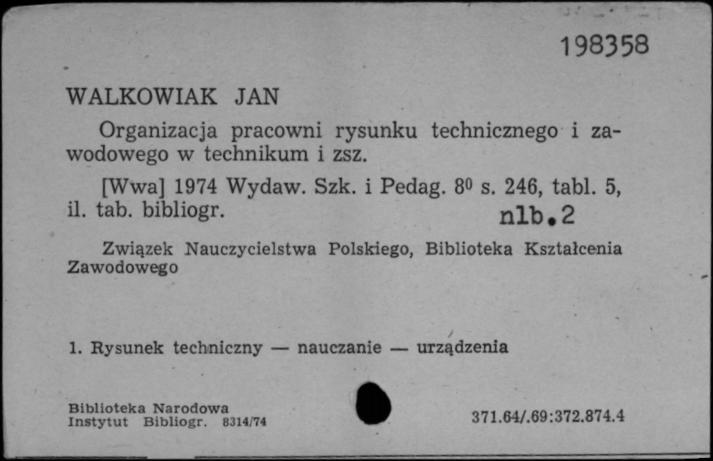 198358
WALKOWIAK JAN
Organizacja pracowni rysunku technicznego i za-
wodowego w technikum i zsz.
[Wwa] 1974 Wydaw. Szk. i Pedag. 8⁰ s. 246, tabl. 5,
il. tab. bibliogr. nlb.2
Związek Nauczycielstwa Polskiego, Biblioteka Kształcenia
Zawodowego
1. Rysunek techniczny — nauczanie — urządzenia
Biblioteka Narodowa
Instytut Bibliogr. 8314/74 371.64/.69:372.874.4